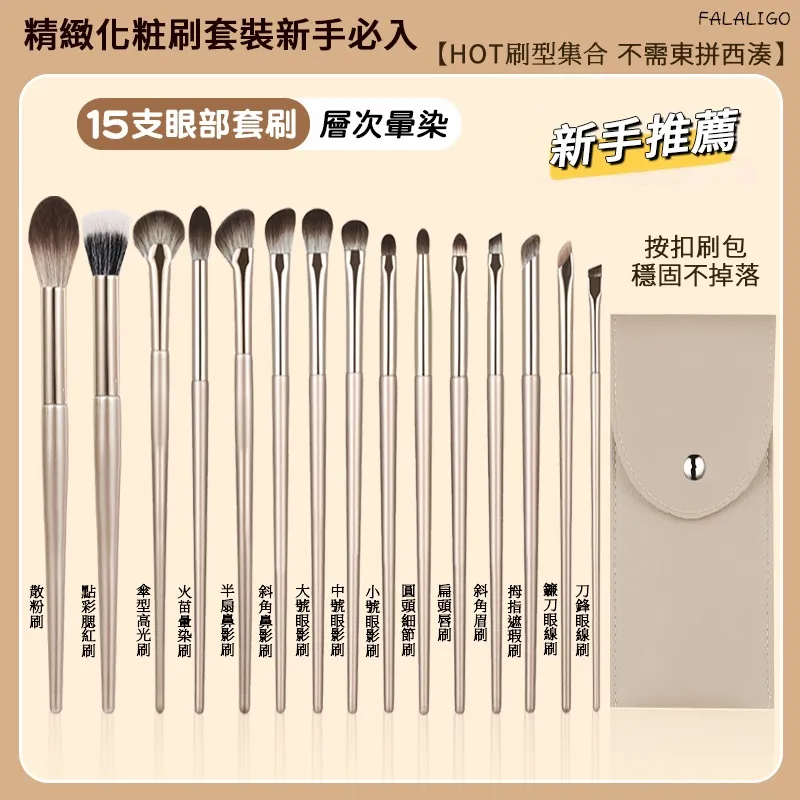 FALALIGO
精緻化粧刷套裝新手必入
【HOT刷型集合 不需東拼西湊】
15支眼部套刷
層次暈染
新手推薦
按扣刷包
穩固不掉落
散粉刷
點彩腮紅刷
傘型高光刷
火苗暈染刷
半扇鼻影刷
斜角鼻影刷
大號眼影刷
中號眼影刷
小號眼影刷
圓頭細節刷
扁頭唇刷
斜角眉刷
拇指遮瑕刷
鐮刀眼線刷
刀鋒眼線刷